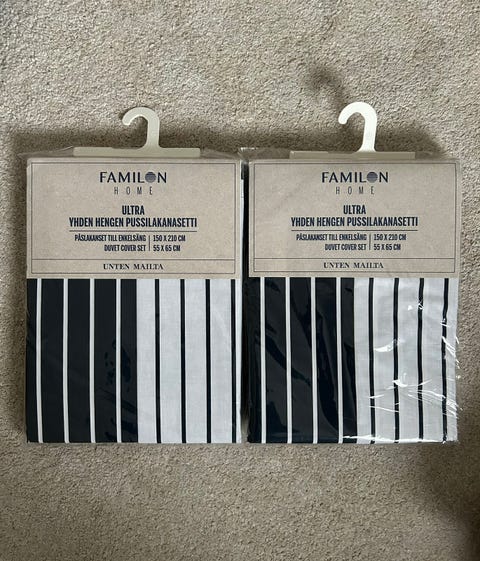 FAMILON
HOME
ULTRA
YHDEN HENGEN PUSSILAKANASETTI
PÅSLAKANSET TILL ENKELSÄNG | 150 X 210 CM
DUVET COVER SET | 55 X 65 CM
UNTEN MAILTA
FAMILON
HOME
ULTRA
YHDEN HENGEN PUSSILAKANASETTI
PÅSLAKANSET TILL ENKELSÄNG | 150 X 210 CM
DUVET COVER SET | 55 X 65 CM
UNTEN MAILTA